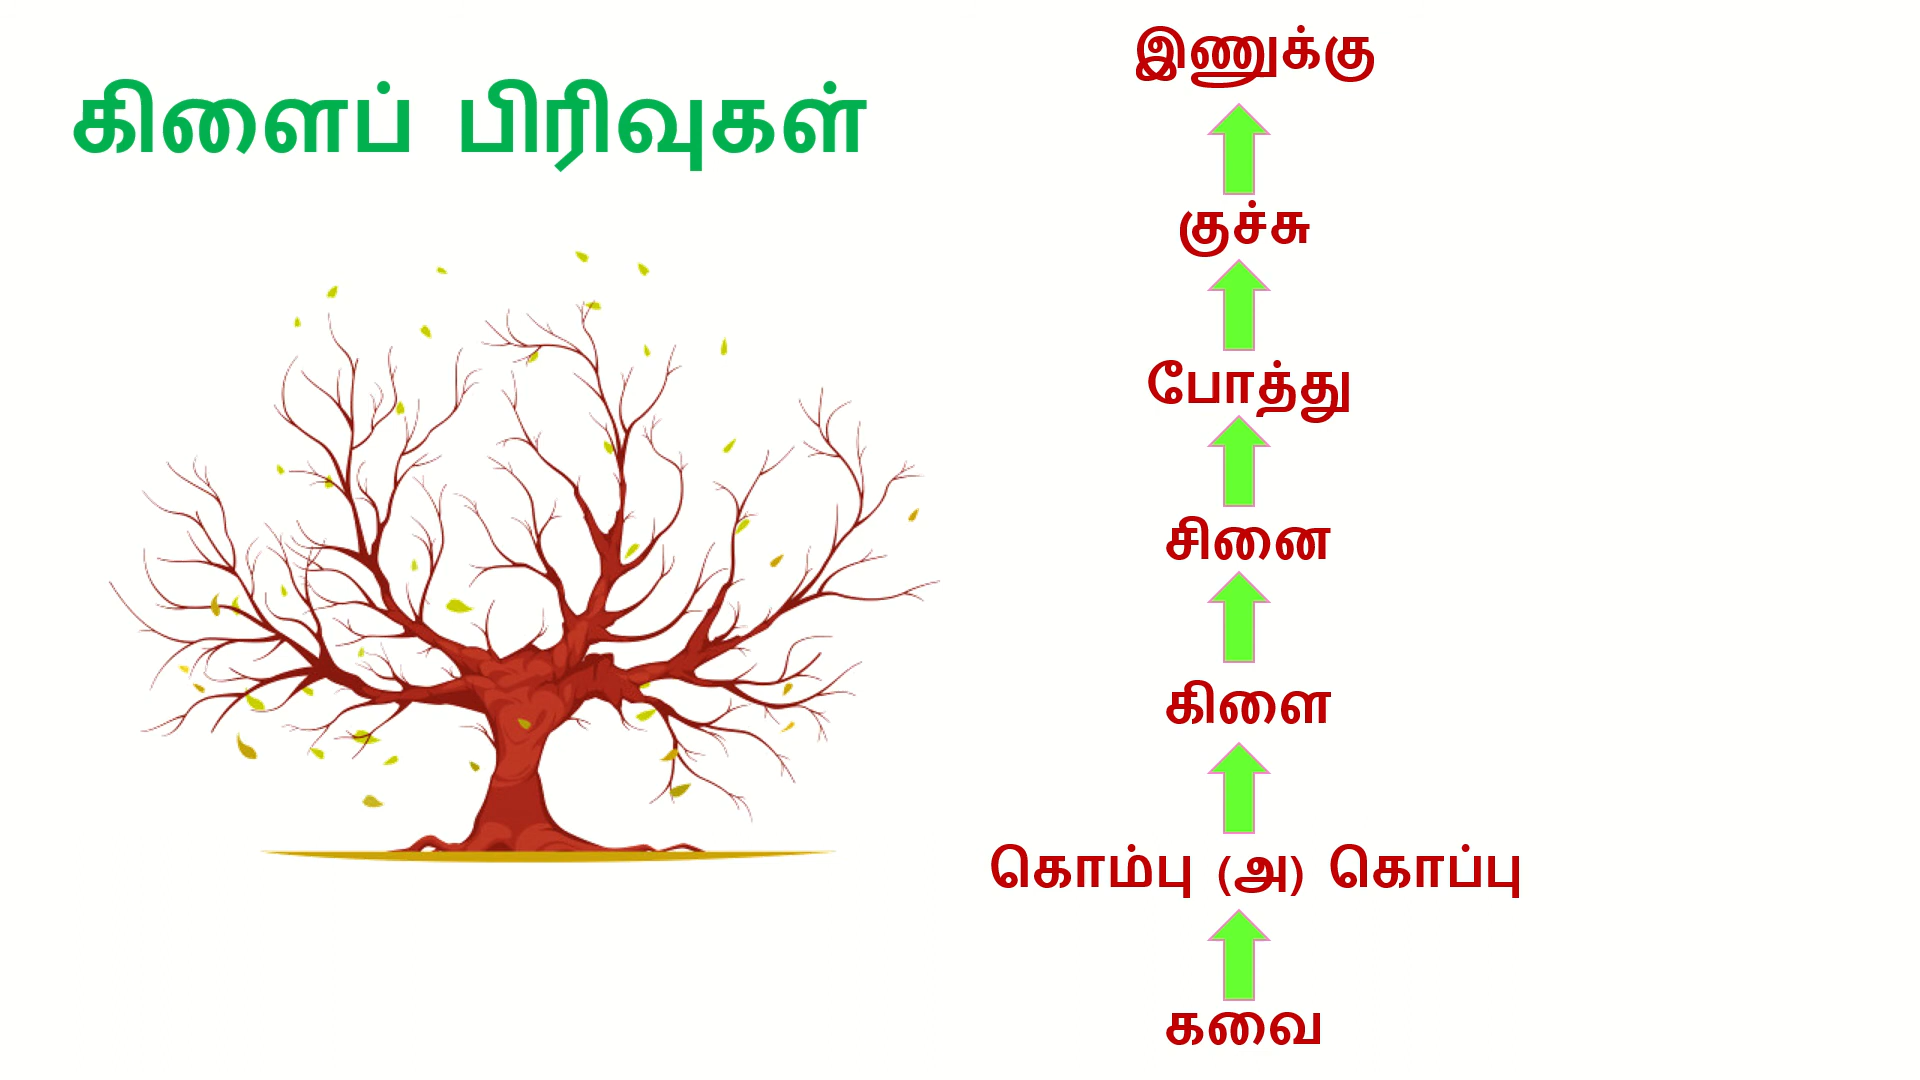 கிளைப் பிரிவுகள்
இணுக்கு
குச்சு
போத்து
சினை
கிளை
கொம்பு (அ) கொப்பு
கவை